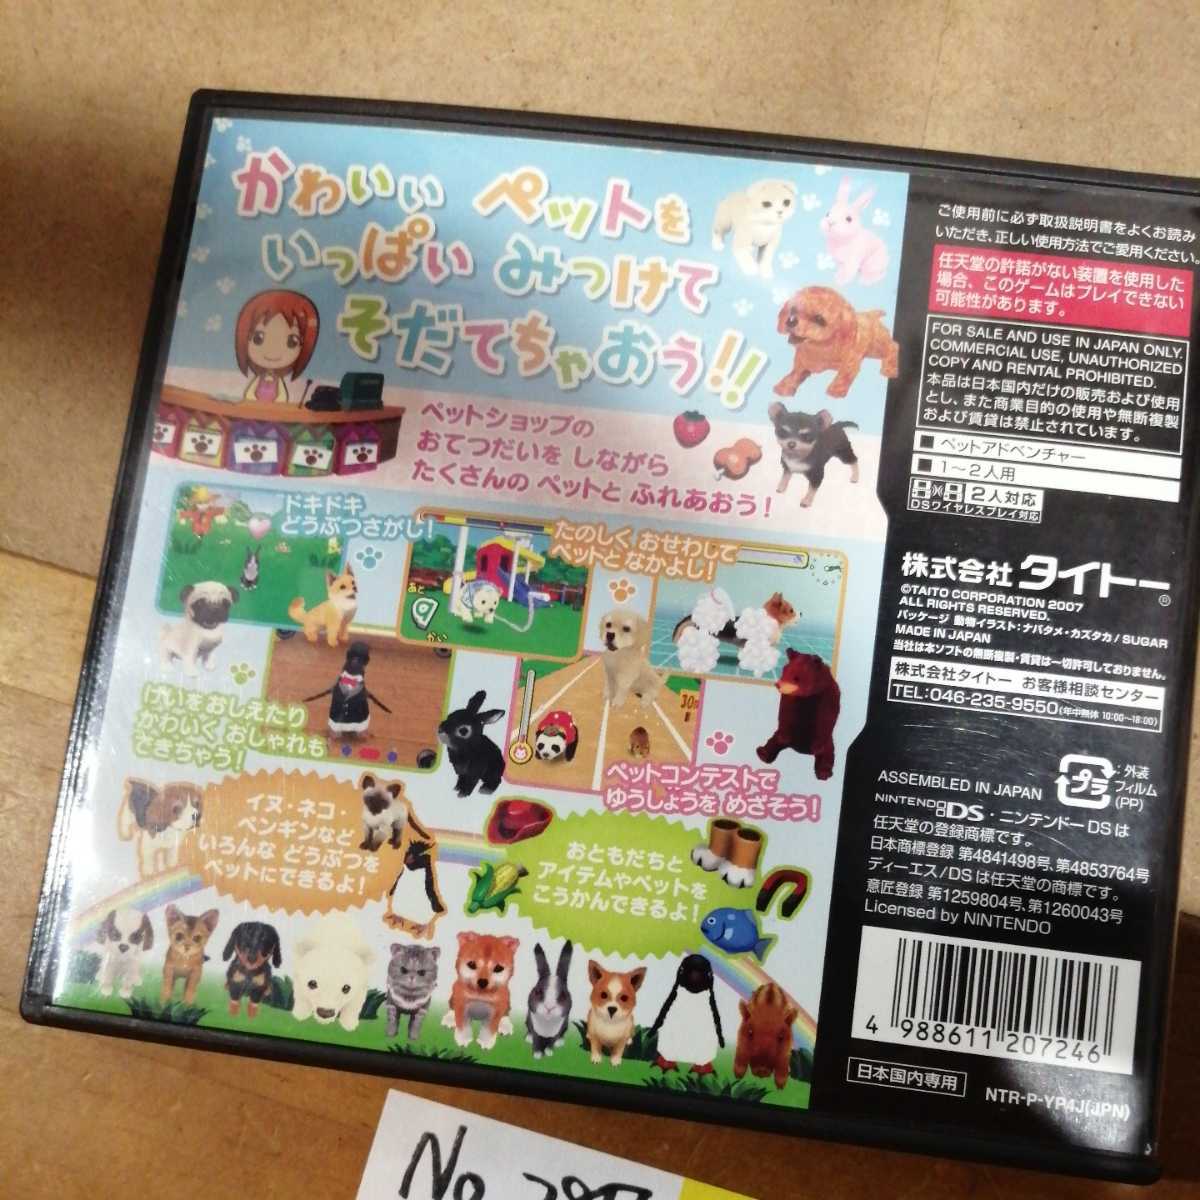 かわいい ペットを
いっぱい みつけて
そだてちゃおう!!
ペットショップの
おてつだいを しながら
たくさんの ペットと ふれあおう!
ドキドキ
どうぶつさがし!
たのしく おせわして
ペットと なかよし!
あと
げいをおしえたり
かわいく おしゃれも
できちゃう!
ペットコンテストで
ゆうしょうを めざそう!
イヌ・ネコ・
ペンギンなど
いろんな どうぶつを
ペットにできるよ!
おともだちと
アイテムやペットを
こうかんできるよ!
ご使用前に必ず取扱説明書をよくお読み
いただき、正しい使用方法でご愛用ください。
任天堂の許諾がない装置を使用した
場合、このゲームはプレイできない
可能性があります。
FOR SALE AND USE IN JAPAN ONLY.
COMMERCIAL USE, UNAUTHORIZED
COPY AND RENTAL PROHIBITED.
本品は日本国内だけの販売および使用
とし、また商業目的の使用や無断複製
および賃貸は禁止されています。
■ ペットアドベンチャー
■ 1〜2人用
2人対応
DSワイヤレスプレイ対応
株式会社 タイトー®
©TAITO CORPORATION 2007
ALL RIGHTS RESERVED.
パッケージ 動物イラスト:ナバタメ・カズタカ/SUGAR
MADE IN JAPAN
当社は本ソフトの無断複製・賃貸は一切許可しておりません。
株式会社タイトー お客様相談センター
TEL:046-235-9550(年中無休 10:00〜18:00)
プラ
外装
フィルム
(PP)
ASSEMBLED IN JAPAN
NINTENDO DS・ニンテンドーDSは
任天堂の登録商標です。
日本商標登録 第4841498号、第4853764号
ディーエス/DSは任天堂の商標です。
意匠登録 第1259804号、第1260043号
Licensed by NINTENDO
4 988611 207246
日本国内専用
NTR-P-YP4J(JPN)
No